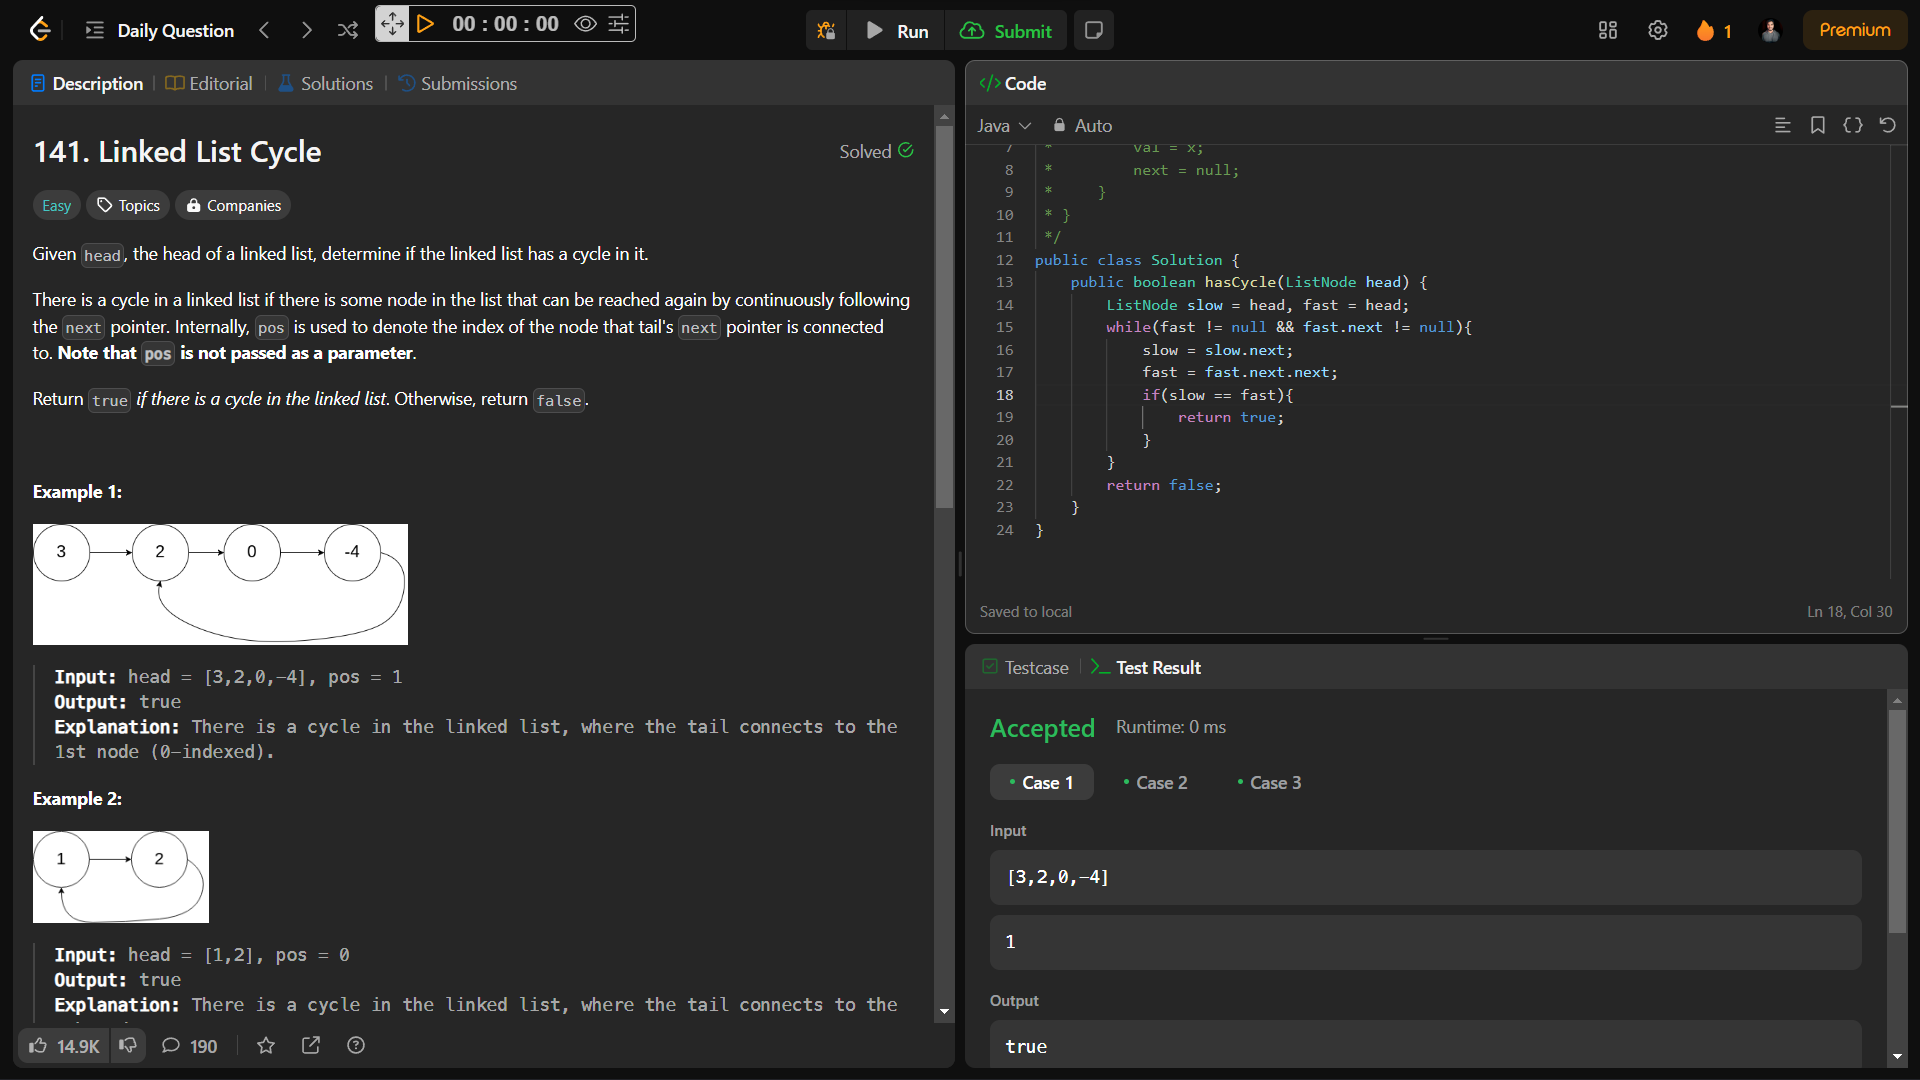 Daily Question
00 : 00 : 00
Run
Submit
1
Premium
Description
Editorial
Solutions
Submissions
141. Linked List Cycle
Solved
Easy
Topics
Companies
Given head, the head of a linked list, determine if the linked list has a cycle in it.
There is a cycle in a linked list if there is some node in the list that can be reached again by continuously following
the next pointer. Internally, pos is used to denote the index of the node that tail's next pointer is connected
to. Note that pos is not passed as a parameter.
Return true if there is a cycle in the linked list. Otherwise, return false.
Example 1:
3 2 0 -4
Input: head = [3,2,0,-4], pos = 1
Output: true
Explanation: There is a cycle in the linked list, where the tail connects to the
1st node (0-indexed).
Example 2:
1 2
Input: head = [1,2], pos = 0
Output: true
Explanation: There is a cycle in the linked list, where the tail connects to the
14.9K
190
</> Code
Java
Auto
7 * val = x;
8 * next = null;
9 * }
10 * }
11 */
12 public class Solution {
13 public boolean hasCycle(ListNode head) {
14 ListNode slow = head, fast = head;
15 while(fast != null && fast.next != null){
16 slow = slow.next;
17 fast = fast.next.next;
18 if(slow == fast){
19 return true;
20 }
21 }
22 return false;
23 }
24 }
Saved to local
Ln 18, Col 30
Testcase
Test Result
Accepted
Runtime: 0 ms
• Case 1
• Case 2
• Case 3
Input
[3,2,0,-4]
1
Output
true